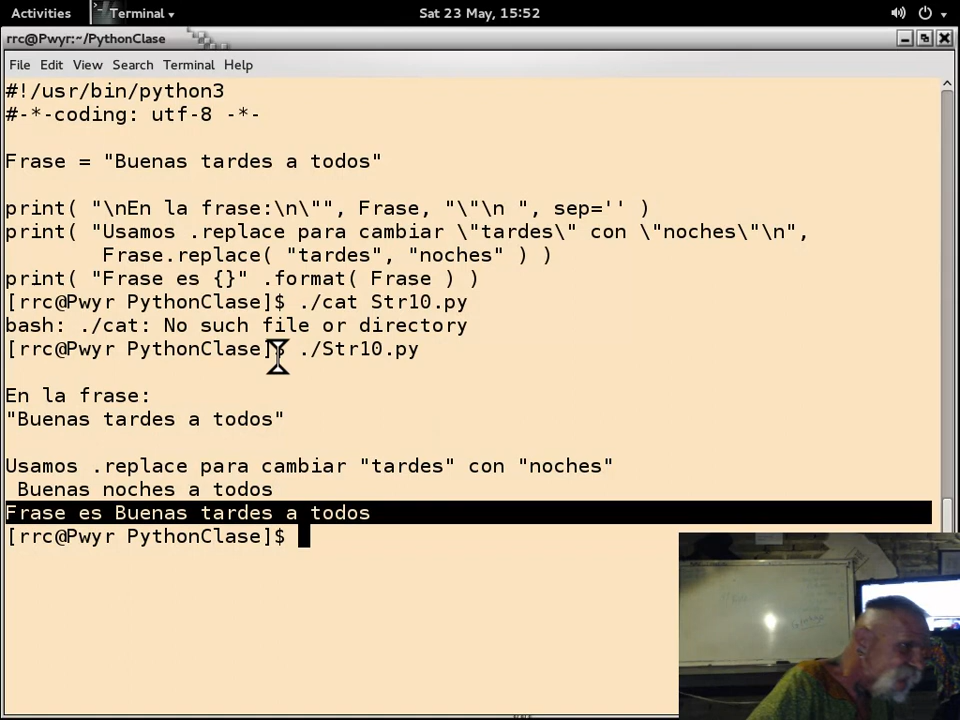 Activities Terminal Sat 23 May, 15:52
rrc@Pwyr:~/PythonClase
File Edit View Search Terminal Help
#!/usr/bin/python3
#-*-coding: utf-8 -*-
Frase = "Buenas tardes a todos"
print( "\nEn la frase:\n\"", Frase, "\"\n ", sep='' )
print( "Usamos .replace para cambiar \"tardes\" con \"noches\"\n",
Frase.replace( "tardes", "noches" ) )
print( "Frase es {}" .format( Frase ) )
[rrc@Pwyr PythonClase]$ ./cat Str10.py
bash: ./cat: No such file or directory
[rrc@Pwyr PythonClase]$ ./Str10.py
En la frase:
"Buenas tardes a todos"
Usamos .replace para cambiar "tardes" con "noches"
Buenas noches a todos
Frase es Buenas tardes a todos
[rrc@Pwyr PythonClase]$